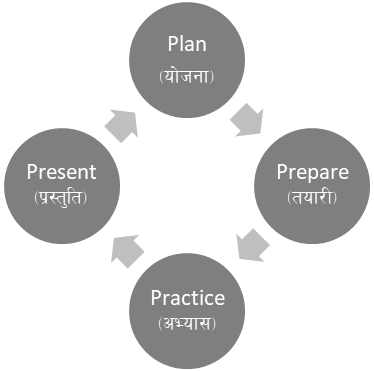 Plan
(योजना)
Prepare
(तयारी)
Practice
(अभ्यास)
Present
(प्रस्तुति)